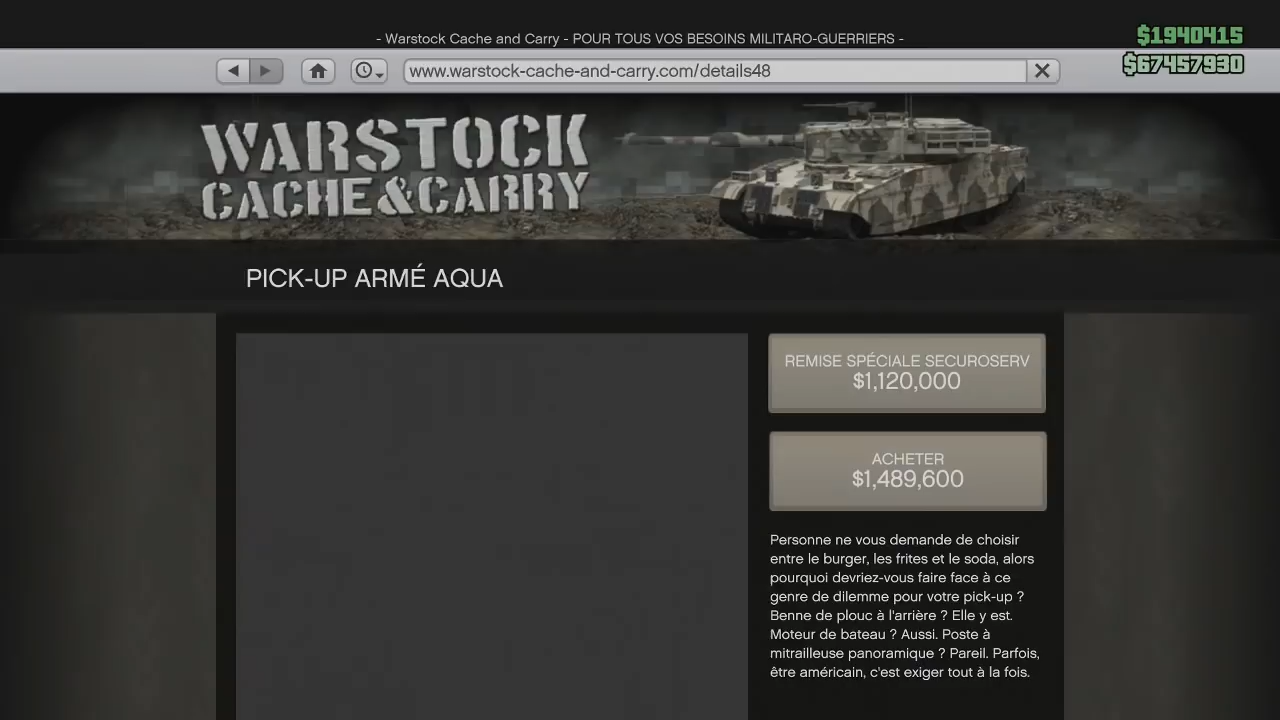 - Warstock Cache and Carry - POUR TOUS VOS BESOINS MILITARO-GUERRIERS -
$1940415
$67457930
www.warstock-cache-and-carry.com/details48
WARSTOCK
CACHE&CARRY
PICK-UP ARMÉ AQUA
REMISE SPÉCIALE SECUROSERV
$1,120,000
ACHETER
$1,489,600
Personne ne vous demande de choisir
entre le burger, les frites et le soda, alors
pourquoi devriez-vous faire face à ce
genre de dilemme pour votre pick-up ?
Benne de plouc à l'arrière ? Elle y est.
Moteur de bateau ? Aussi. Poste à
mitrailleuse panoramique ? Pareil. Parfois,
être américain, c'est exiger tout à la fois.